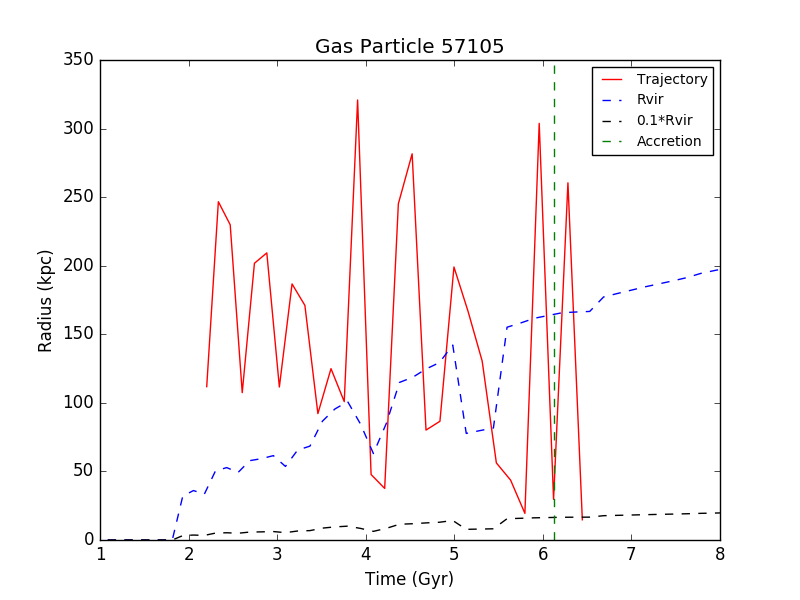 Gas Particle 57105
350
300
250
200
150
100
50
0
Radius (kpc)
Trajectory
Rvir
0.1*Rvir
Accretion
1 2 3 4 5 6 7 8
Time (Gyr)